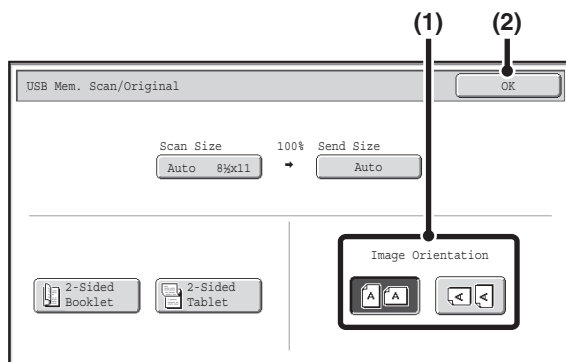 (1) (2)
USB Mem. Scan/Original OK
Scan Size 100% Send Size
Auto 8½x11 Auto
Image Orientation
2-Sided
Booklet
2-Sided
Tablet
A A A A